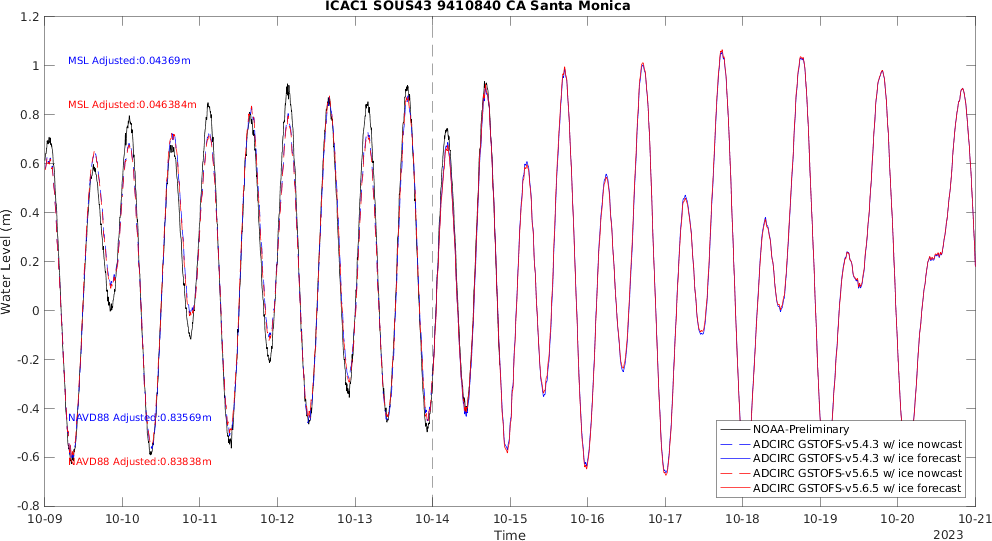 ICAC1 SOUS43 9410840 CA Santa Monica
1.2
1
0.8
0.6
0.4
0.2
0
-0.2
-0.4
-0.6
-0.8
Water Level (m)
MSL Adjusted:0.04369m
MSL Adjusted:0.046384m
NAVD88 Adjusted:0.83569m
NAVD88 Adjusted:0.83838m
NOAA-Preliminary
ADCIRC GSTOFS-v5.4.3 w/ ice nowcast
ADCIRC GSTOFS-v5.4.3 w/ ice forecast
ADCIRC GSTOFS-v5.6.5 w/ ice nowcast
ADCIRC GSTOFS-v5.6.5 w/ ice forecast
10-09 10-10 10-11 10-12 10-13 10-14 10-15 10-16 10-17 10-18 10-19 10-20 10-21
Time
2023